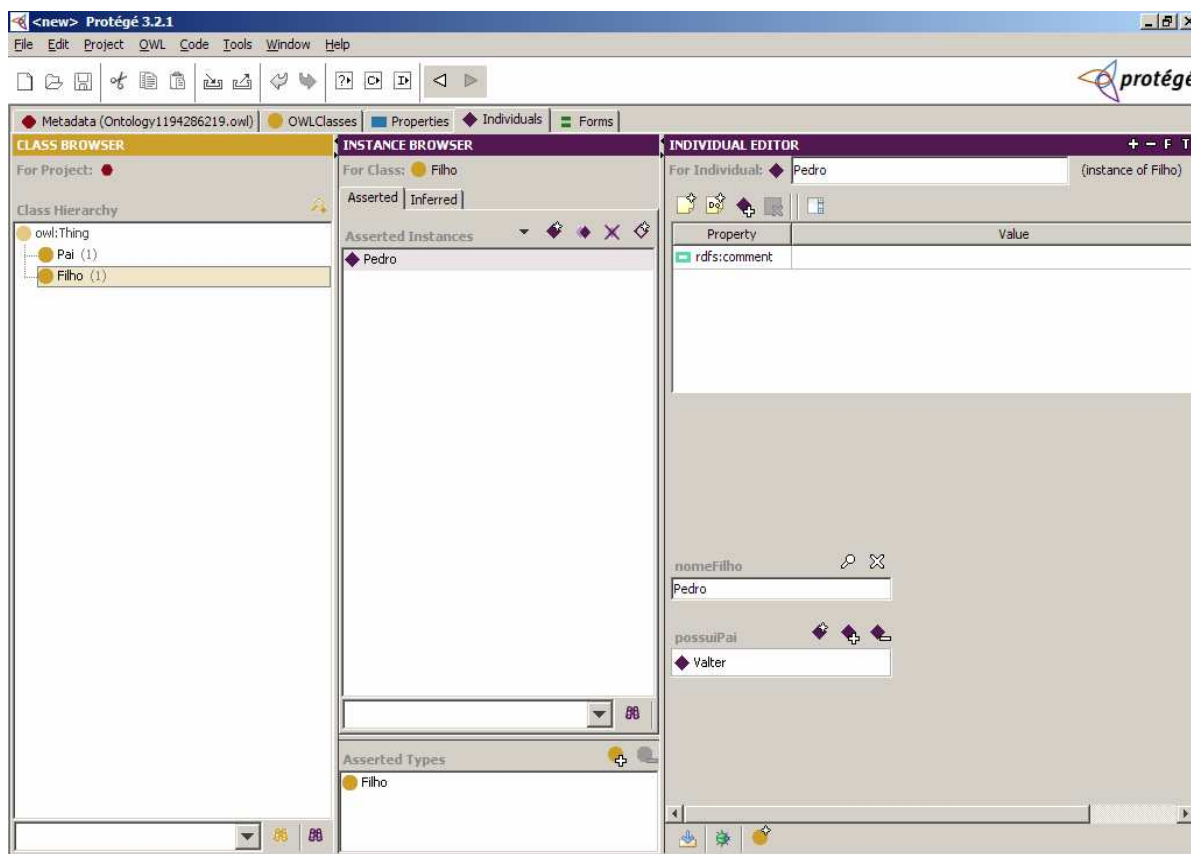 <new> Protégé 3.2.1
File Edit Project OWL Code Tools Window Help
protégé
Metadata (Ontology1194286219.owl) OWLClasses Properties Individuals Forms
CLASS BROWSER
For Project:
Class Hierarchy
owl:Thing
Pai (1)
Filho (1)
INSTANCE BROWSER
For Class: Filho
Asserted Inferred
Asserted Instances
Pedro
Asserted Types
Filho
INDIVIDUAL EDITOR + - F T
For Individual: Pedro (instance of Filho)
Property Value
rdfs:comment
nomeFilho
Pedro
possuiPai
Valter